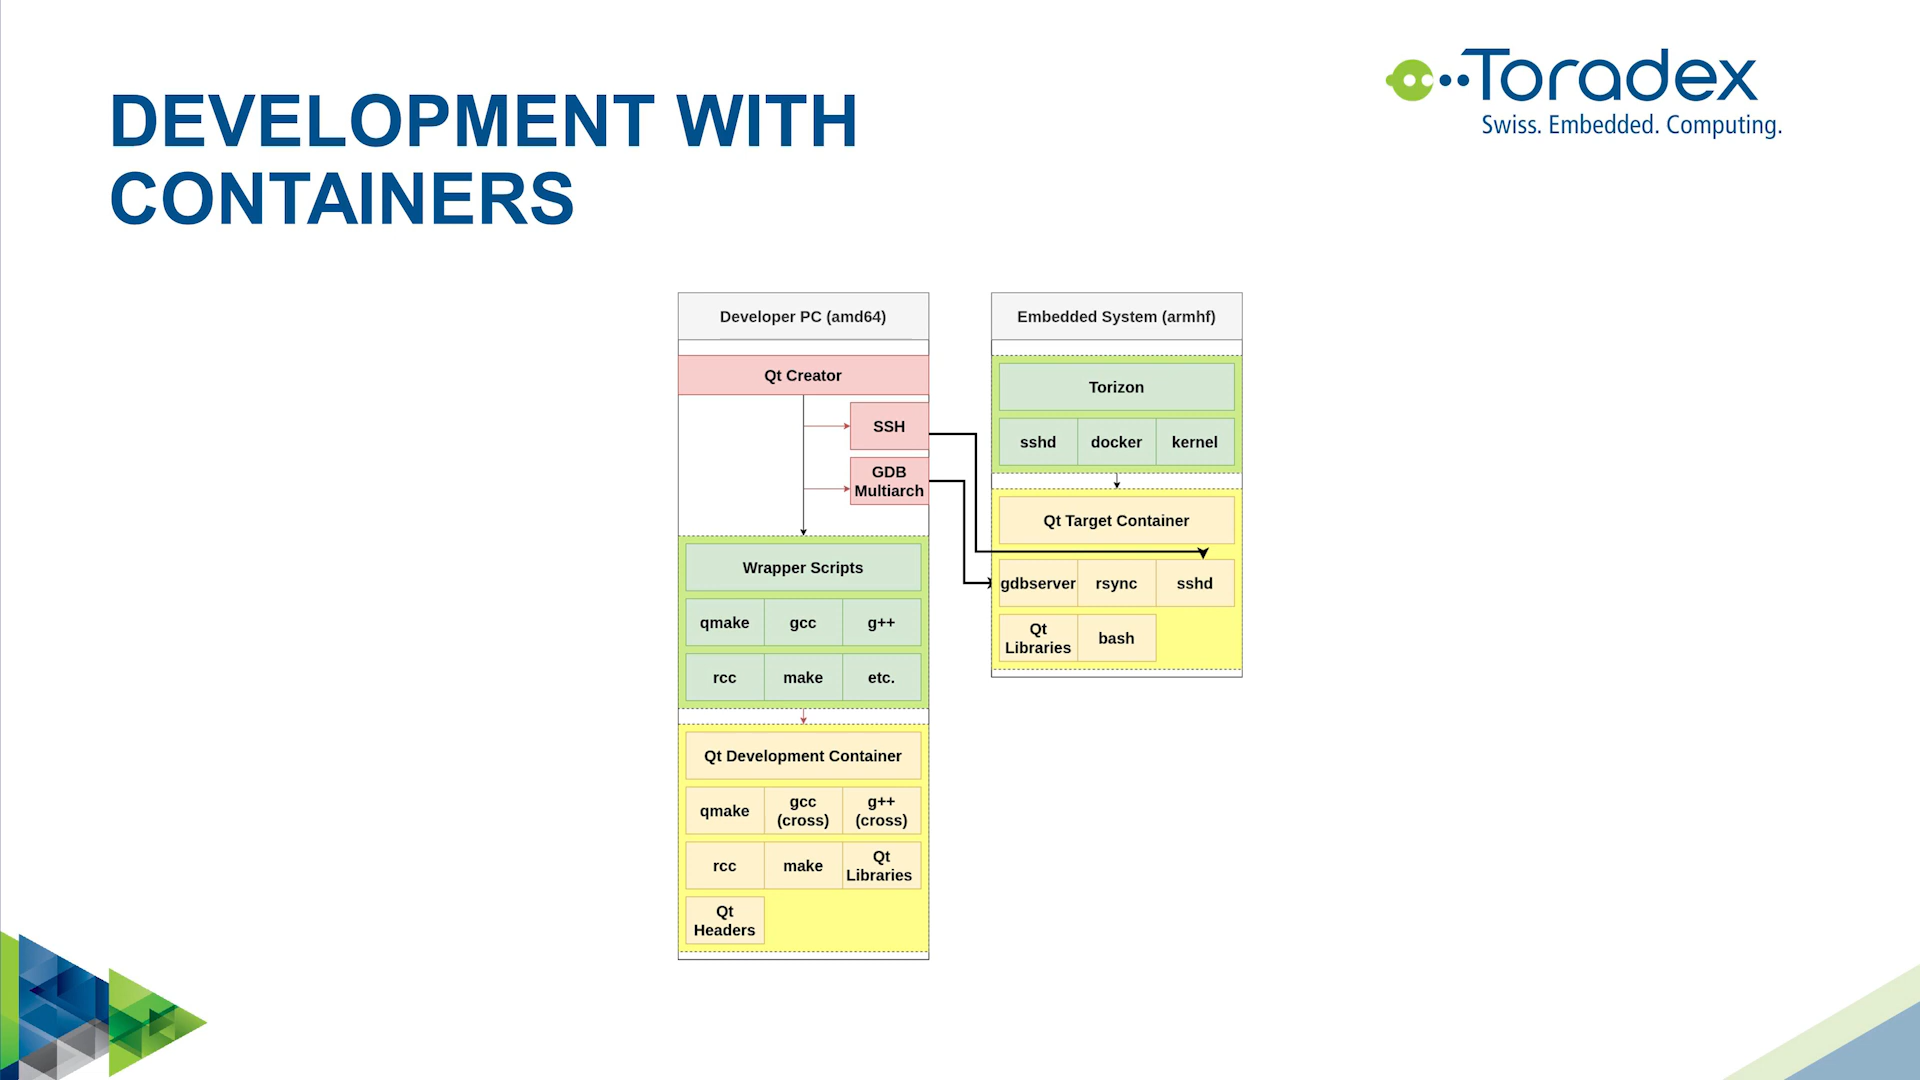 DEVELOPMENT WITH
CONTAINERS
Toradex
Swiss. Embedded. Computing.
Developer PC (amd64)
Qt Creator
SSH
GDB
Multiarch
Wrapper Scripts
qmake gcc g++
rcc make etc.
Qt Development Container
qmake gcc (cross) g++ (cross)
rcc make Qt Libraries
Qt
Headers
Embedded System (armhf)
Torizon
sshd docker kernel
Qt Target Container
gdbserver rsync sshd
Qt Libraries bash